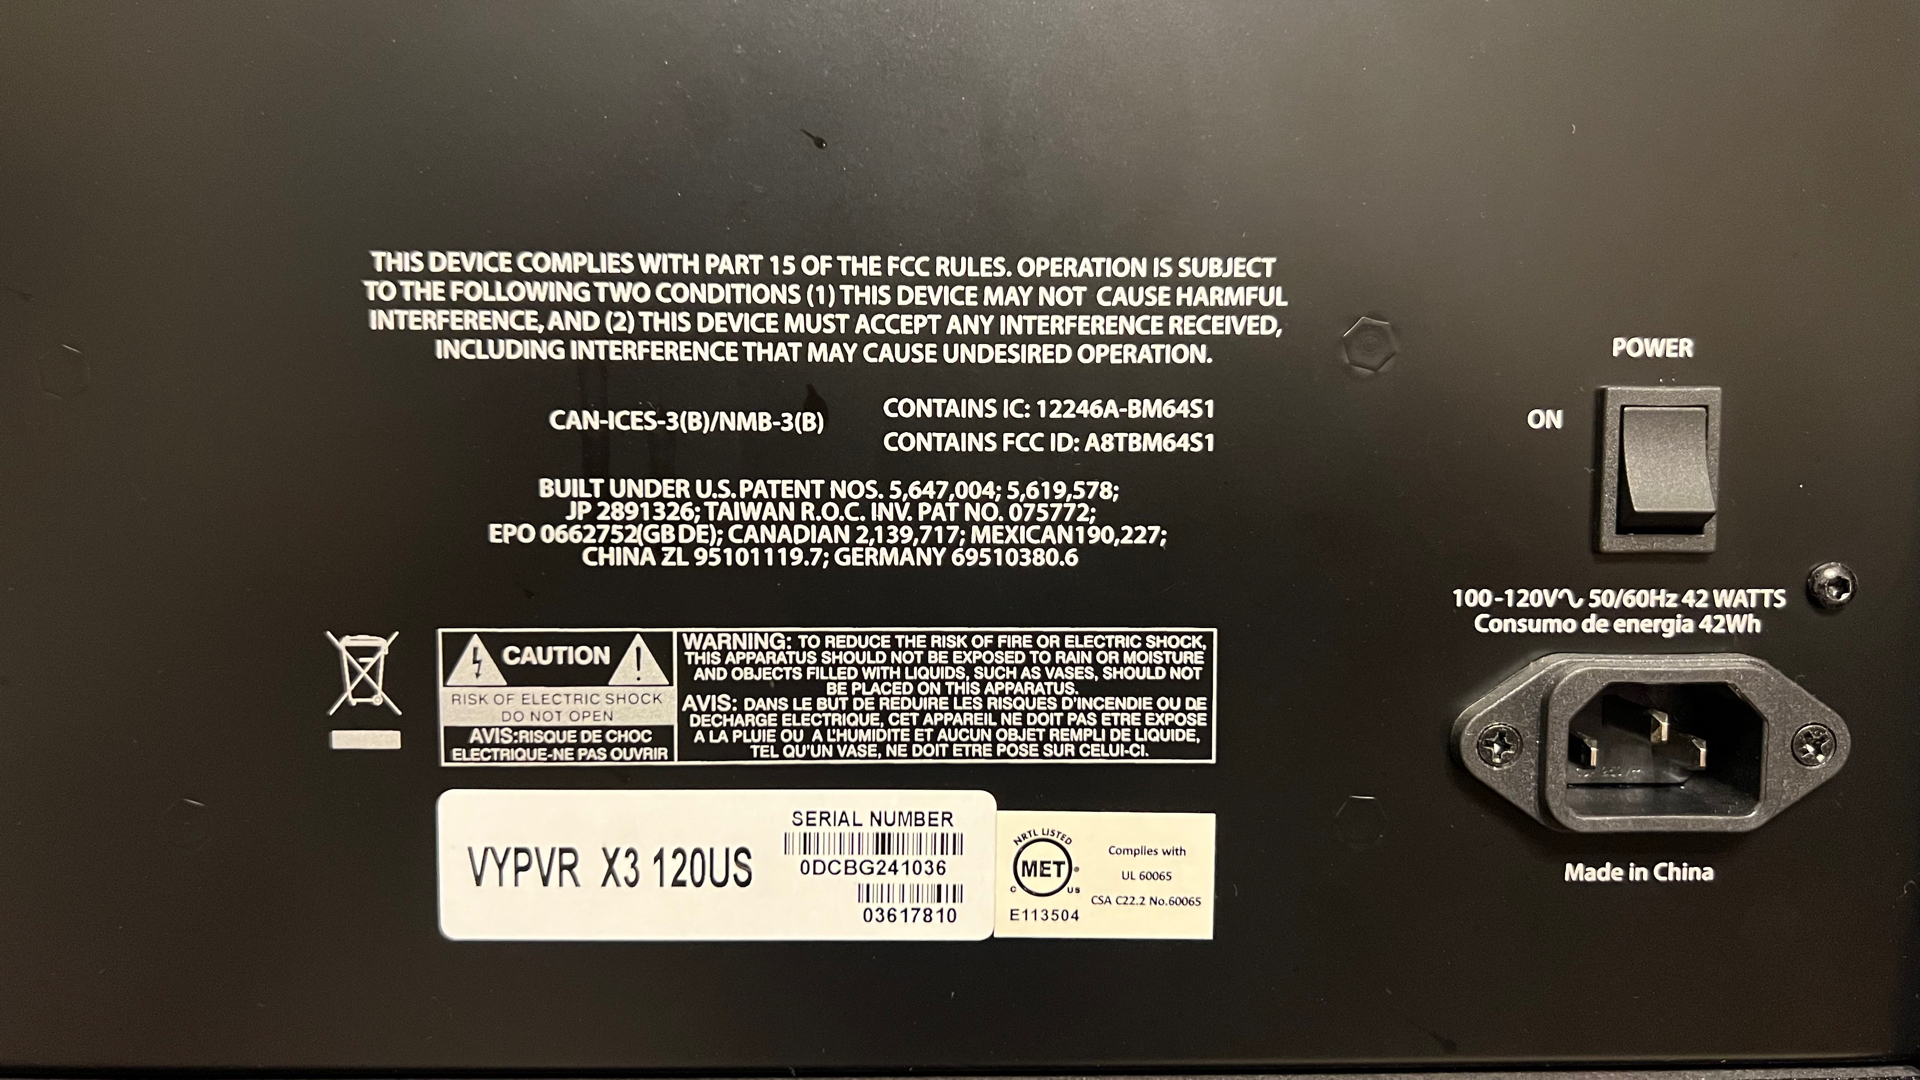 THIS DEVICE COMPLIES WITH PART 15 OF THE FCC RULES. OPERATION IS SUBJECT
TO THE FOLLOWING TWO CONDITIONS (1) THIS DEVICE MAY NOT CAUSE HARMFUL
INTERFERENCE, AND (2) THIS DEVICE MUST ACCEPT ANY INTERFERENCE RECEIVED,
INCLUDING INTERFERENCE THAT MAY CAUSE UNDESIRED OPERATION.
CAN-ICES-3(B)/NMB-3(B)
CONTAINS IC: 12246A-BM64S1
CONTAINS FCC ID: A8TBM64S1
BUILT UNDER U.S. PATENT NOS. 5,647,004; 5,619,578;
JP 2891326; TAIWAN R.O.C. INV. PAT NO. 075772;
EPO 0662752(GB DE); CANADIAN 2,139,717; MEXICAN190,227;
CHINA ZL 95101119.7; GERMANY 69510380.6
POWER
ON
100-120V∿ 50/60Hz 42 WATTS
Consumo de energia 42Wh
Made in China
CAUTION
RISK OF ELECTRIC SHOCK
DO NOT OPEN
AVIS:RISQUE DE CHOC
ELECTRIQUE-NE PAS OUVRIR
WARNING: TO REDUCE THE RISK OF FIRE OR ELECTRIC SHOCK,
THIS APPARATUS SHOULD NOT BE EXPOSED TO RAIN OR MOISTURE
AND OBJECTS FILLED WITH LIQUIDS, SUCH AS VASES, SHOULD NOT
BE PLACED ON THIS APPARATUS.
AVIS: DANS LE BUT DE REDUIRE LES RISQUES D'INCENDIE OU DE
DECHARGE ELECTRIQUE, CET APPAREIL NE DOIT PAS ETRE EXPOSE
A LA PLUIE OU A L'HUMIDITE ET AUCUN OBJET REMPLI DE LIQUIDE,
TEL QU'UN VASE, NE DOIT ETRE POSE SUR CELUI-CI.
VYPVR X3 120US
SERIAL NUMBER
0DCBG241036
03617810
NRTL LISTED
MET
C US
E113504
Complies with
UL 60065
CSA C22.2 No.60065